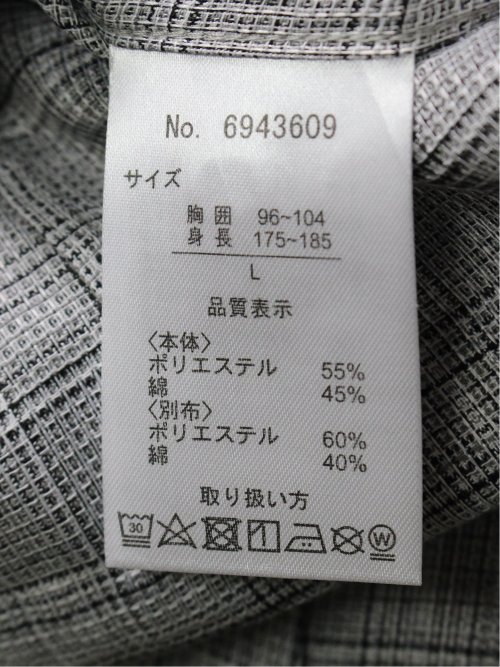 No. 6943609
サイズ
胸囲 96~104
身長 175~185
L
品質表示
〈本体〉
ポリエステル 55%
綿 45%
〈別布〉
ポリエステル 60%
綿 40%
取り扱い方
30 W